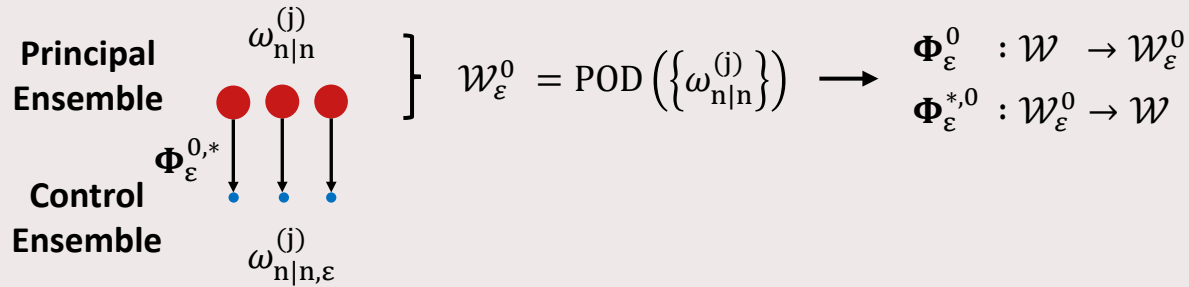 Principal Ensemble
ω_{n|n}^{(j)}
𝒲_ε^0 = POD({ω_{n|n}^{(j)}})
𝚽_ε^0 : 𝒲 → 𝒲_ε^0
𝚽_ε^{*,0} : 𝒲_ε^0 → 𝒲
𝚽_ε^{0,*}
Control Ensemble
ω_{n|n,ε}^{(j)}